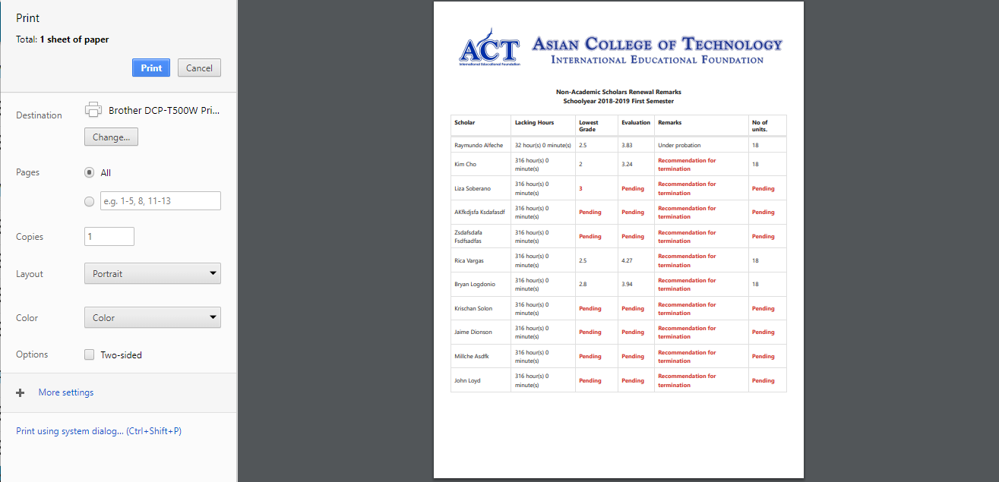 Print
Total: 1 sheet of paper
Print
Cancel
Destination
Brother DCP-T500W Pri...
Change...
Pages
All
e.g. 1-5, 8, 11-13
Copies
1
Layout
Portrait
Color
Color
Options
Two-sided
More settings
Print using system dialog... (Ctrl+Shift+P)
ACT
International Educational Foundation
ASIAN COLLEGE OF TECHNOLOGY
INTERNATIONAL EDUCATIONAL FOUNDATION
Non-Academic Scholars Renewal Remarks
Schoolyear 2018-2019 First Semester
Scholar Lacking Hours Lowest Evaluation Remarks No of
Grade units.
Raymundo Alfeche 32 hour(s) 0 minute(s) 2.5 3.83 Under probation 18
316 hour(s) 0 Recommendation for
Kim Cho 2 3.24 18
minute(s) termination
316 hour(s) 0 Recommendation for
Liza Soberano 3 Pending Pending
minute(s) termination
316 hour(s) 0 Recommendation for
AKfkdjsfa Ksdafasdf Pending Pending Pending
minute(s) termination
Zsdafsdafa 316 hour(s) 0 Recommendation for
Pending Pending Pending
Fsdfsadfas minute(s) termination
316 hour(s) 0 Recommendation for
Rica Vargas 2.5 4.27 18
minute(s) termination
316 hour(s) 0 Recommendation for
Bryan Logdonio 2.8 3.94 18
minute(s) termination
316 hour(s) 0 Recommendation for
Krischan Solon Pending Pending Pending
minute(s) termination
316 hour(s) 0 Recommendation for
Jaime Dionson Pending Pending Pending
minute(s) termination
316 hour(s) 0 Recommendation for
Millche Asdfk Pending Pending Pending
minute(s) termination
316 hour(s) 0 Recommendation for
John Loyd Pending Pending Pending
minute(s) termination